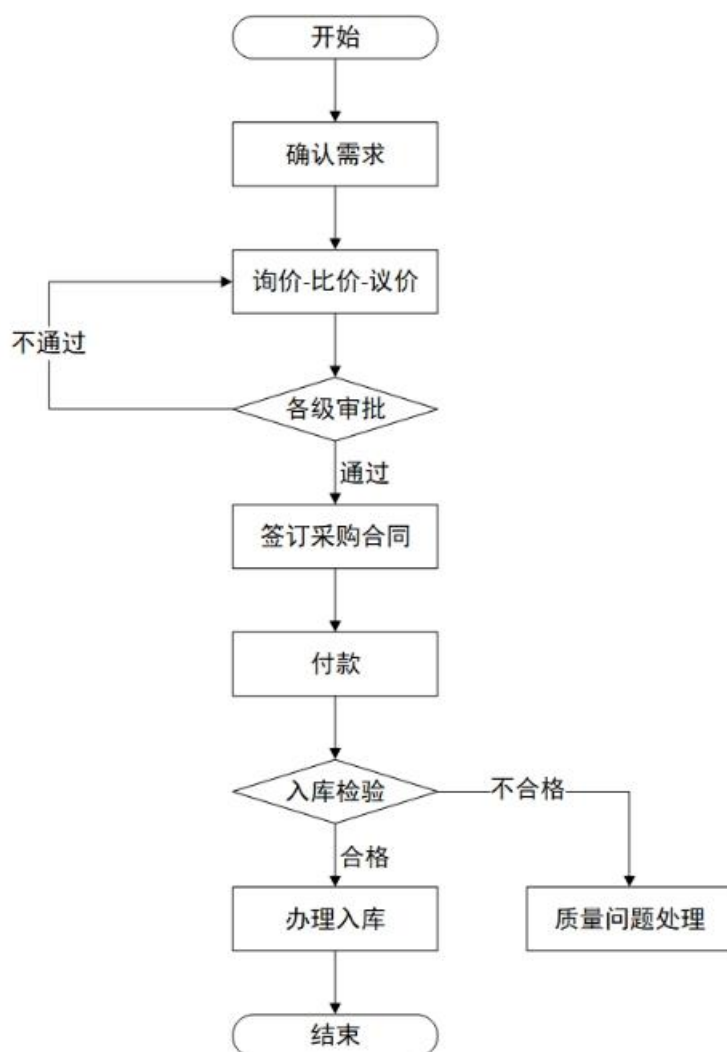 开始
确认需求
询价-比价-议价
不通过
各级审批
通过
签订采购合同
付款
入库检验
不合格
合格
办理入库
质量问题处理
结束